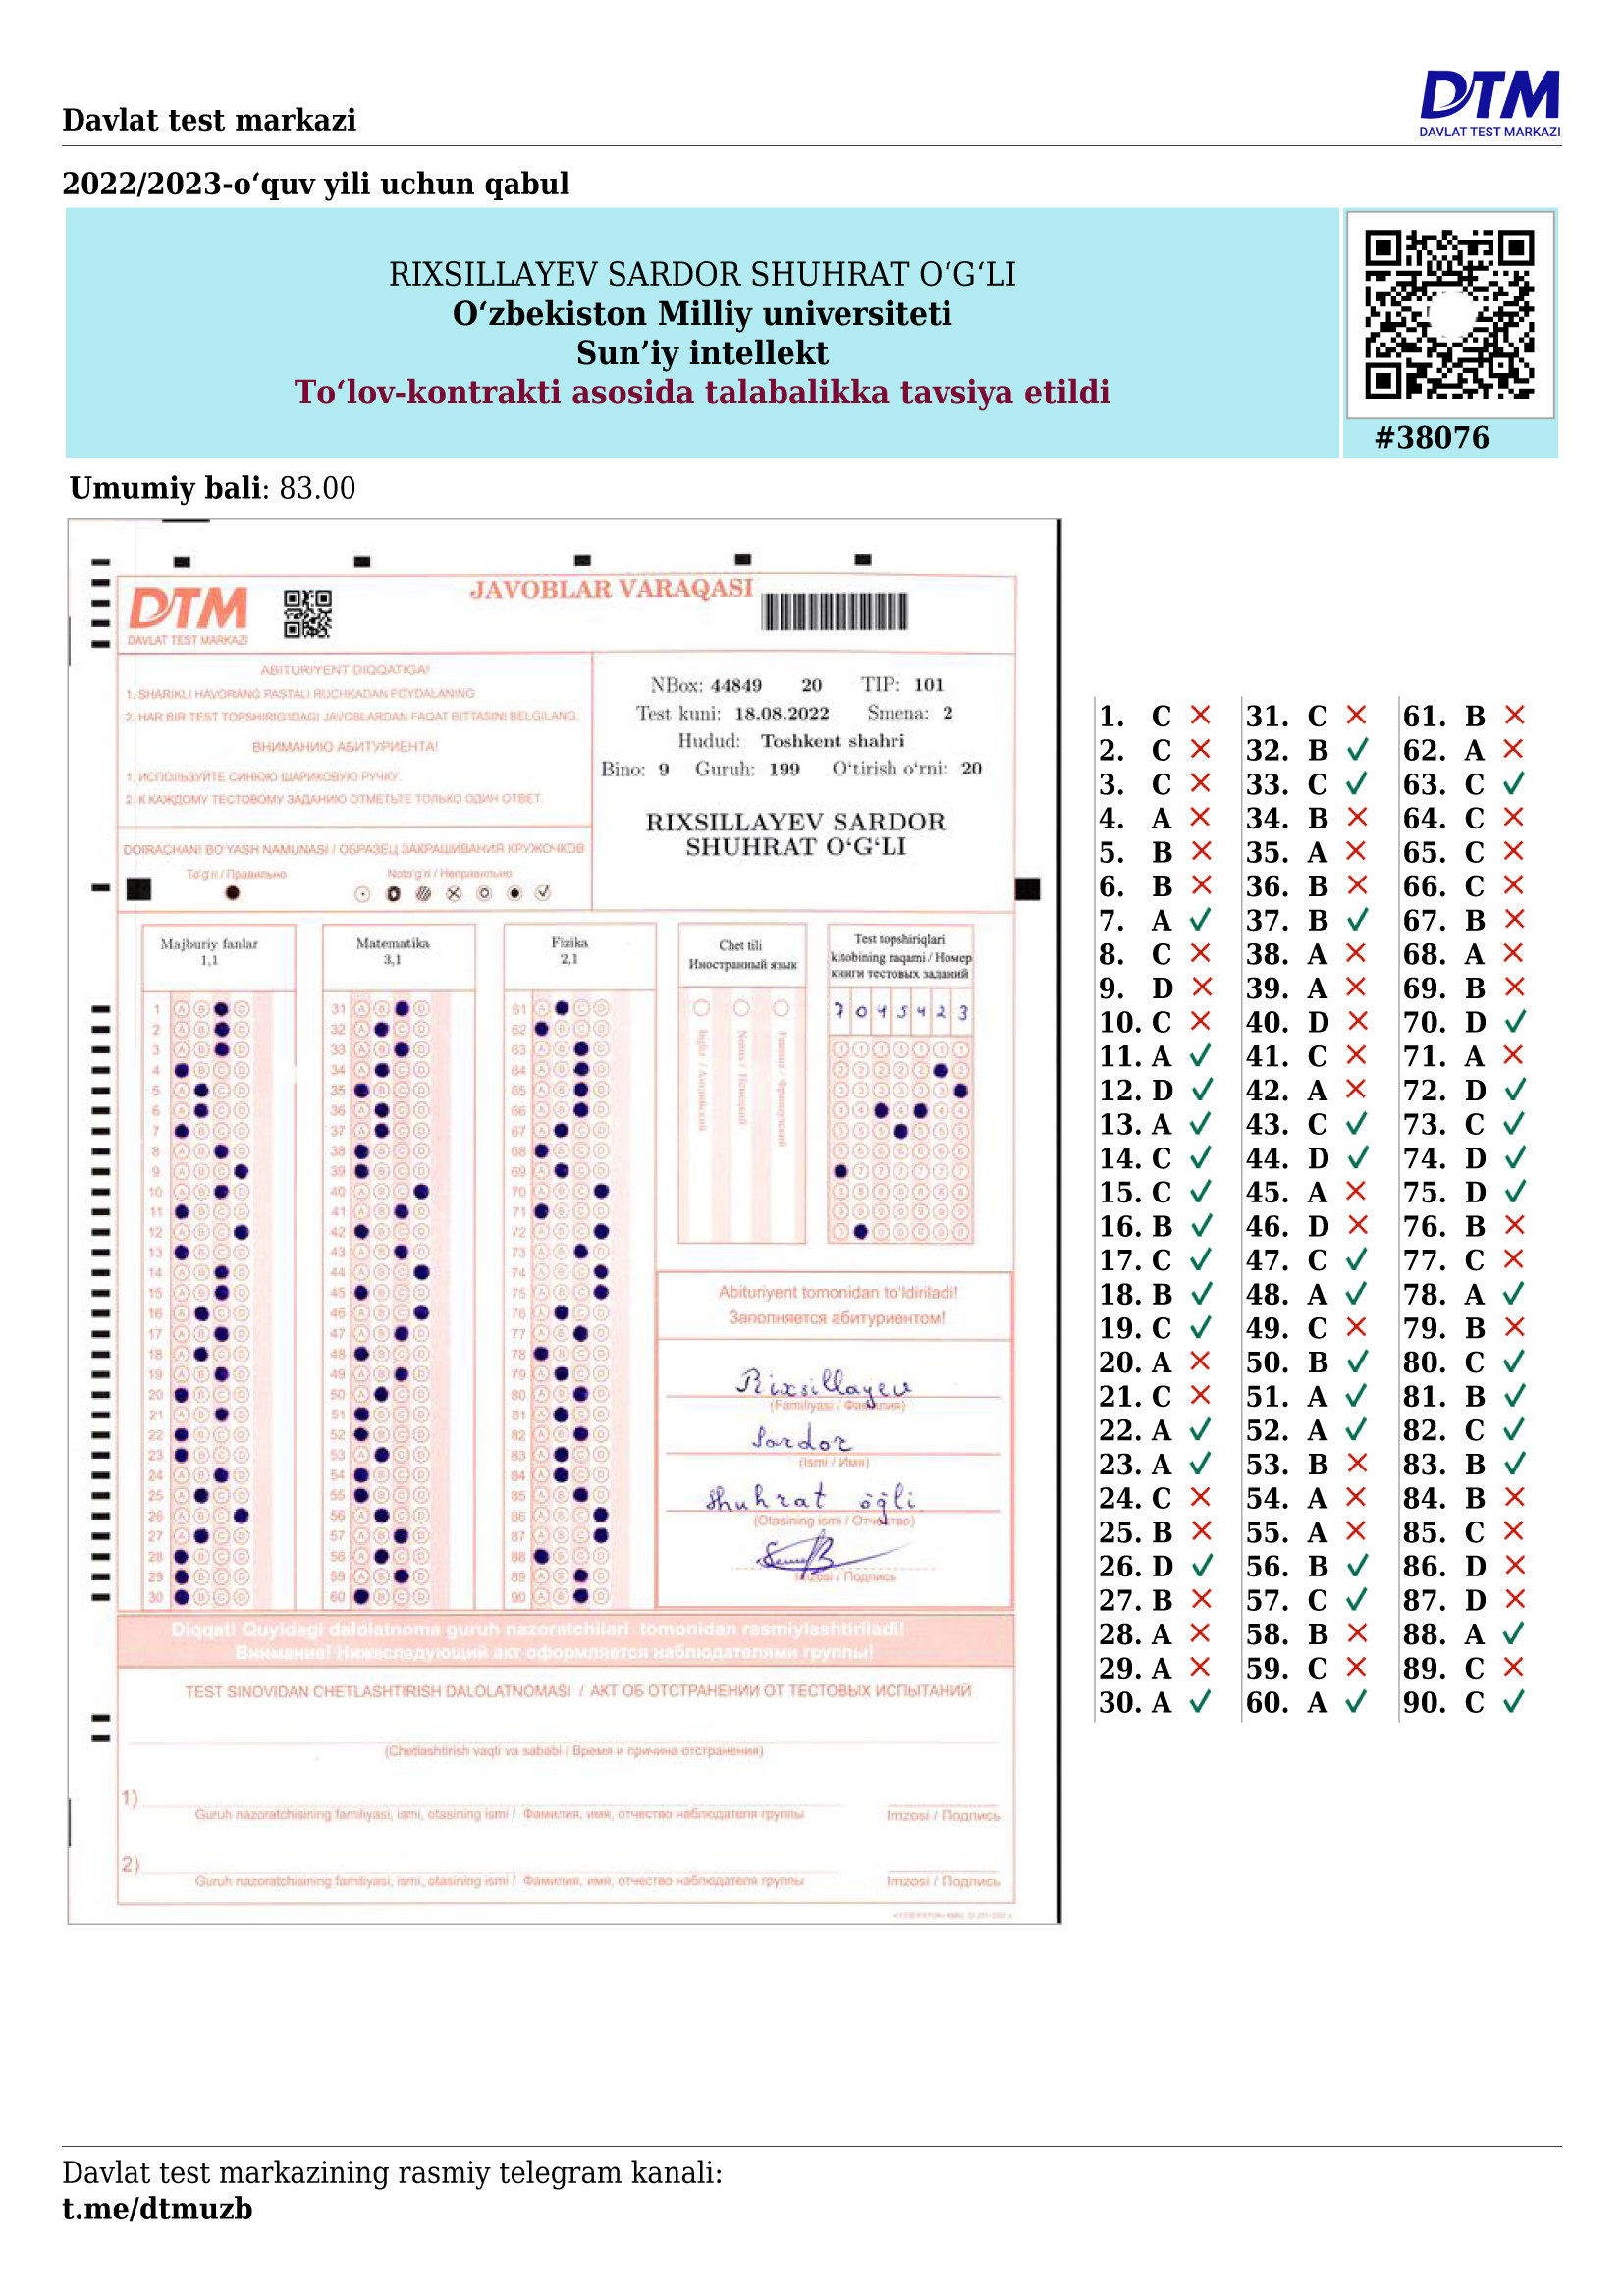 Davlat test markazi
DTM
DAVLAT TEST MARKAZI
2022/2023-o‘quv yili uchun qabul
RIXSILLAYEV SARDOR SHUHRAT O‘G‘LI
O‘zbekiston Milliy universiteti
Sun’iy intellekt
To‘lov-kontrakti asosida talabalikka tavsiya etildi
#38076
Umumiy bali: 83.00
JAVOBLAR VARAQASI
DTM
DAVLAT TEST MARKAZI
ABITURIYENT DIQQATIGA!
1. SHARIKLI HAVORANG PASTALI RUCHKADAN FOYDALANING
2. HAR BIR TEST TOPSHIRIG'IDAGI JAVOBLARDAN FAQAT BITTASINI BELGILANG.
ВНИМАНИЮ АБИТУРИЕНТА!
1. ИСПОЛЬЗУЙТЕ СИНЮЮ ШАРИКОВУЮ РУЧКУ.
2. К КАЖДОМУ ТЕСТОВОМУ ЗАДАНИЮ ОТМЕТЬТЕ ТОЛЬКО ОДИН ОТВЕТ.
DOIRACHANI BO'YASH NAMUNASI / ОБРАЗЕЦ ЗАКРАШИВАНИЯ КРУЖОЧКОВ
To'g'ri / Правильно
Noto'g'ri / Неправильно
NBox: 44849 20 TIP: 101
Test kuni: 18.08.2022 Smena: 2
Hudud: Toshkent shahri
Bino: 9 Guruh: 199 O‘tirish o‘rni: 20
RIXSILLAYEV SARDOR
SHUHRAT O‘G‘LI
Majburiy fanlar
1,1
Matematika
3,1
Fizika
2,1
Chet tili
Иностранный язык
Test topshiriqlari
kitobining raqami / Номер
книги тестовых заданий
7 0 4 5 4 2 3
Ingliz / Английский
Nemis / Немецкий
Fransuz / Французский
Abituriyent tomonidan to'ldiriladi!
Заполняется абитуриентом!
Rixsillayev
(Familiyasi / Фамилия)
Sardor
(Ismi / Имя)
Shuhrat o'g'li
(Otasining ismi / Отчество)
Imzosi / Подпись
Diqqat! Quyidagi dalolatnoma guruh nazoratchilari tomonidan rasmiylashtiriladi!
Внимание! Нижеследующий акт оформляется наблюдателями группы!
TEST SINOVIDAN CHETLASHTIRISH DALOLATNOMASI / АКТ ОБ ОТСТРАНЕНИИ ОТ ТЕСТОВЫХ ИСПЫТАНИЙ
(Chetlashtirish vaqti va sababi / Время и причина отстранения)
1)
Guruh nazoratchisining familiyasi, ismi, otasining ismi / Фамилия, имя, отчество наблюдателя группы Imzosi / Подпись
2)
Guruh nazoratchisining familiyasi, ismi, otasining ismi / Фамилия, имя, отчество наблюдателя группы Imzosi / Подпись
1. C ✕ 31. C ✕ 61. B ✕
2. C ✕ 32. B ✓ 62. A ✕
3. C ✕ 33. C ✓ 63. C ✓
4. A ✕ 34. B ✕ 64. C ✕
5. B ✕ 35. A ✕ 65. C ✕
6. B ✕ 36. B ✕ 66. C ✕
7. A ✓ 37. B ✓ 67. B ✕
8. C ✕ 38. A ✕ 68. A ✕
9. D ✕ 39. A ✕ 69. B ✕
10. C ✕ 40. D ✕ 70. D ✓
11. A ✓ 41. C ✕ 71. A ✕
12. D ✓ 42. A ✕ 72. D ✓
13. A ✓ 43. C ✓ 73. C ✓
14. C ✓ 44. D ✓ 74. D ✓
15. C ✓ 45. A ✕ 75. D ✓
16. B ✓ 46. D ✕ 76. B ✕
17. C ✓ 47. C ✓ 77. C ✕
18. B ✓ 48. A ✓ 78. A ✓
19. C ✓ 49. C ✕ 79. B ✕
20. A ✕ 50. B ✓ 80. C ✓
21. C ✕ 51. A ✓ 81. B ✓
22. A ✓ 52. A ✓ 82. C ✓
23. A ✓ 53. B ✕ 83. B ✓
24. C ✕ 54. A ✕ 84. B ✕
25. B ✕ 55. A ✕ 85. C ✕
26. D ✓ 56. B ✓ 86. D ✕
27. B ✕ 57. C ✓ 87. D ✕
28. A ✕ 58. B ✕ 88. A ✓
29. A ✕ 59. C ✕ 89. C ✕
30. A ✓ 60. A ✓ 90. C ✓
Davlat test markazining rasmiy telegram kanali:
t.me/dtmuzb